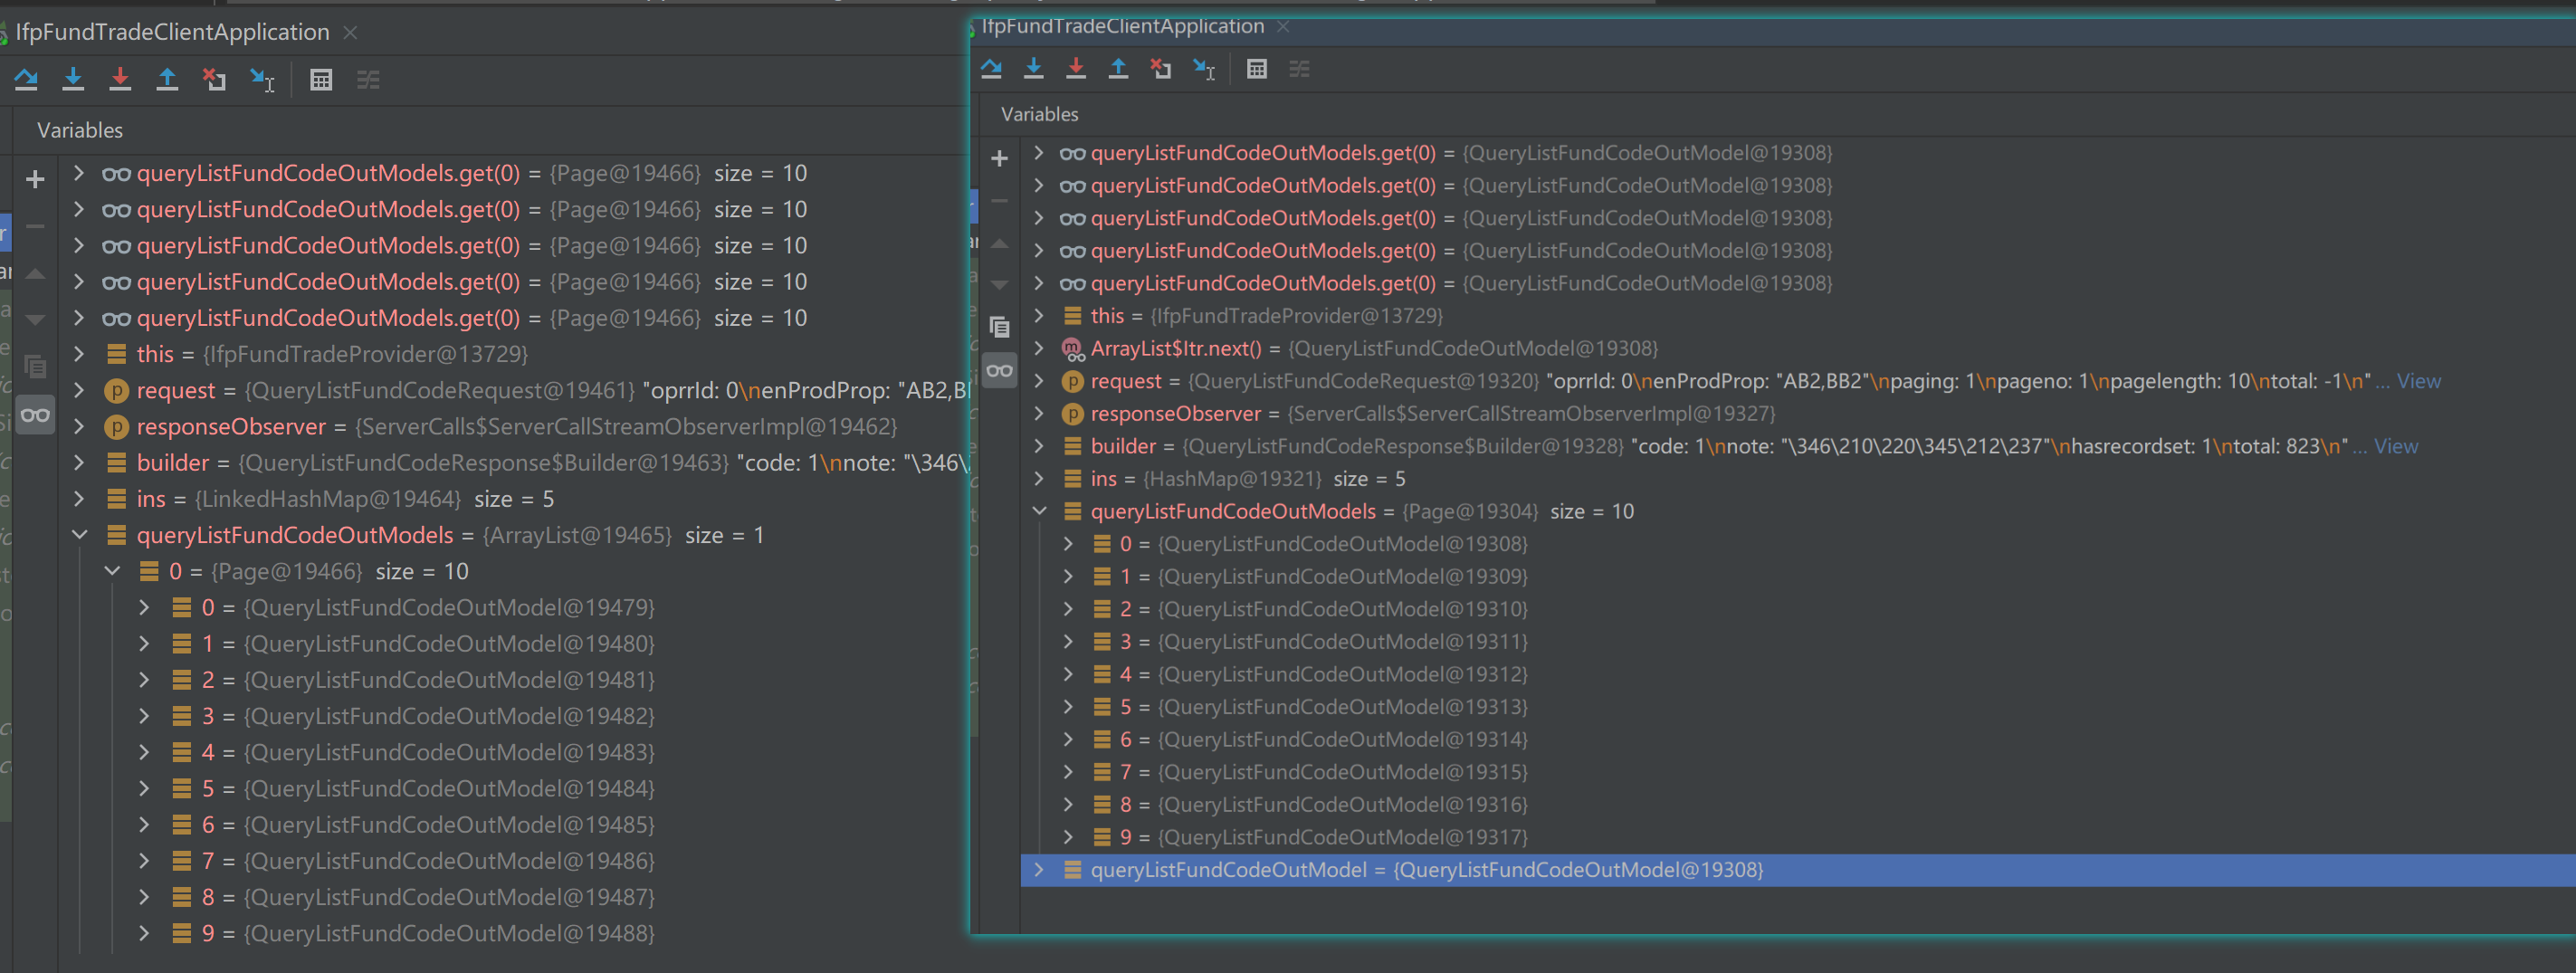 IfpFundTradeClientApplication
Variables
queryListFundCodeOutModels.get(0) = {Page@19466} size = 10
queryListFundCodeOutModels.get(0) = {Page@19466} size = 10
queryListFundCodeOutModels.get(0) = {Page@19466} size = 10
queryListFundCodeOutModels.get(0) = {Page@19466} size = 10
queryListFundCodeOutModels.get(0) = {Page@19466} size = 10
this = {IfpFundTradeProvider@13729}
request = {QueryListFundCodeRequest@19461} "oprrId: 0\nenProdProp: "AB2,B
responseObserver = {ServerCalls$ServerCallStreamObserverImpl@19462}
builder = {QueryListFundCodeResponse$Builder@19463} "code: 1\nnote: "\346\
ins = {LinkedHashMap@19464} size = 5
queryListFundCodeOutModels = {ArrayList@19465} size = 1
0 = {Page@19466} size = 10
0 = {QueryListFundCodeOutModel@19479}
1 = {QueryListFundCodeOutModel@19480}
2 = {QueryListFundCodeOutModel@19481}
3 = {QueryListFundCodeOutModel@19482}
4 = {QueryListFundCodeOutModel@19483}
5 = {QueryListFundCodeOutModel@19484}
6 = {QueryListFundCodeOutModel@19485}
7 = {QueryListFundCodeOutModel@19486}
8 = {QueryListFundCodeOutModel@19487}
9 = {QueryListFundCodeOutModel@19488}
IfpFundTradeClientApplication
Variables
queryListFundCodeOutModels.get(0) = {QueryListFundCodeOutModel@19308}
queryListFundCodeOutModels.get(0) = {QueryListFundCodeOutModel@19308}
queryListFundCodeOutModels.get(0) = {QueryListFundCodeOutModel@19308}
queryListFundCodeOutModels.get(0) = {QueryListFundCodeOutModel@19308}
queryListFundCodeOutModels.get(0) = {QueryListFundCodeOutModel@19308}
this = {IfpFundTradeProvider@13729}
ArrayList$Itr.next() = {QueryListFundCodeOutModel@19308}
request = {QueryListFundCodeRequest@19320} "oprrId: 0\nenProdProp: "AB2,BB2"\npaging: 1\npageno: 1\npagelength: 10\ntotal: -1\n" ... View
responseObserver = {ServerCalls$ServerCallStreamObserverImpl@19327}
builder = {QueryListFundCodeResponse$Builder@19328} "code: 1\nnote: "\346\210\220\345\212\237"\nhasrecordset: 1\ntotal: 823\n" ... View
ins = {HashMap@19321} size = 5
queryListFundCodeOutModels = {Page@19304} size = 10
0 = {QueryListFundCodeOutModel@19308}
1 = {QueryListFundCodeOutModel@19309}
2 = {QueryListFundCodeOutModel@19310}
3 = {QueryListFundCodeOutModel@19311}
4 = {QueryListFundCodeOutModel@19312}
5 = {QueryListFundCodeOutModel@19313}
6 = {QueryListFundCodeOutModel@19314}
7 = {QueryListFundCodeOutModel@19315}
8 = {QueryListFundCodeOutModel@19316}
9 = {QueryListFundCodeOutModel@19317}
queryListFundCodeOutModel = {QueryListFundCodeOutModel@19308}